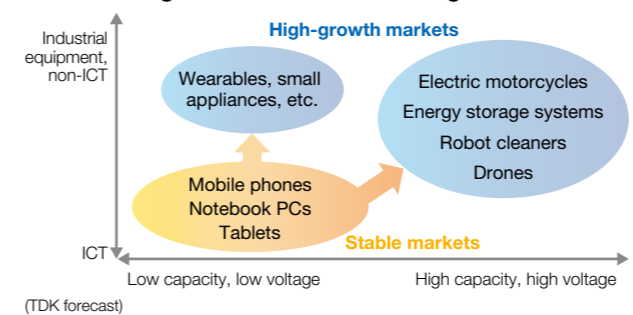 High-growth markets
Industrial
equipment,
non-ICT
Wearables, small
appliances, etc.
Electric motorcycles
Energy storage systems
Robot cleaners
Drones
Mobile phones
Notebook PCs
Tablets
Stable markets
ICT
Low capacity, low voltage
High capacity, high voltage
(TDK forecast)